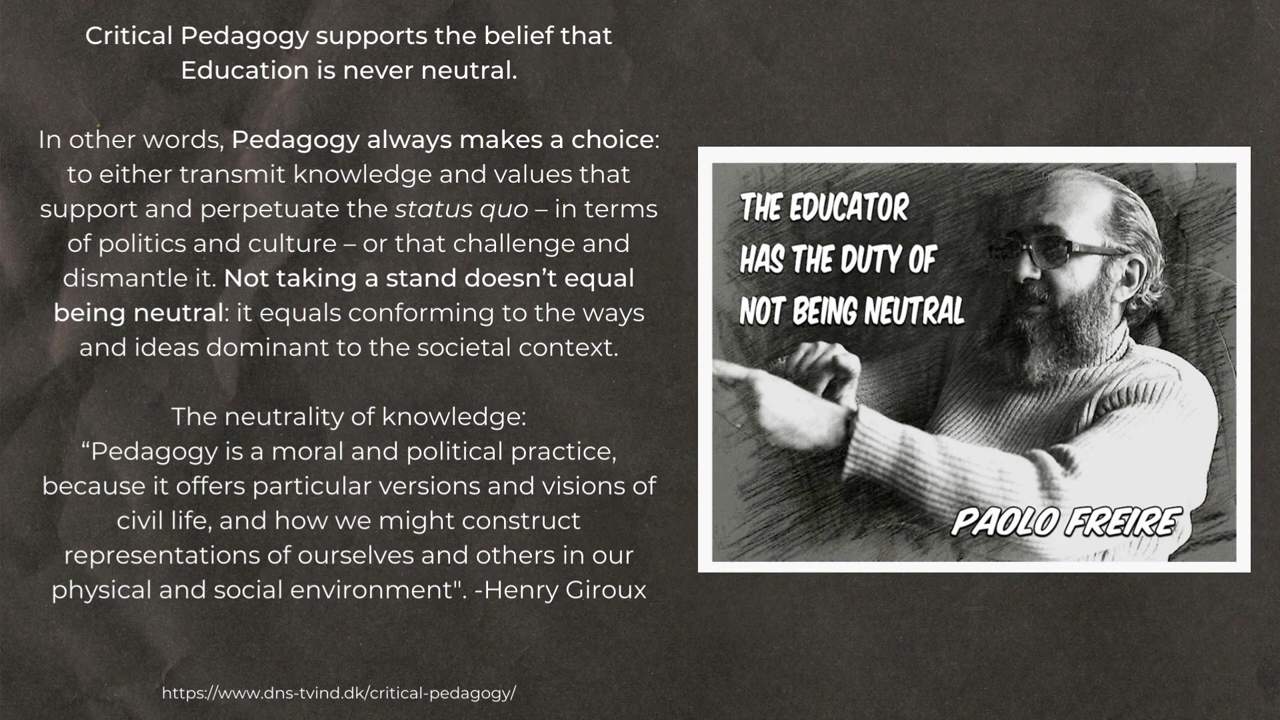 Critical Pedagogy supports the belief that
Education is never neutral.
In other words, Pedagogy always makes a choice:
to either transmit knowledge and values that
support and perpetuate the status quo – in terms
of politics and culture – or that challenge and
dismantle it. Not taking a stand doesn’t equal
being neutral: it equals conforming to the ways
and ideas dominant to the societal context.
The neutrality of knowledge:
“Pedagogy is a moral and political practice,
because it offers particular versions and visions of
civil life, and how we might construct
representations of ourselves and others in our
physical and social environment". -Henry Giroux
https://www.dns-tvind.dk/critical-pedagogy/
THE EDUCATOR
HAS THE DUTY OF
NOT BEING NEUTRAL
PAOLO FREIRE